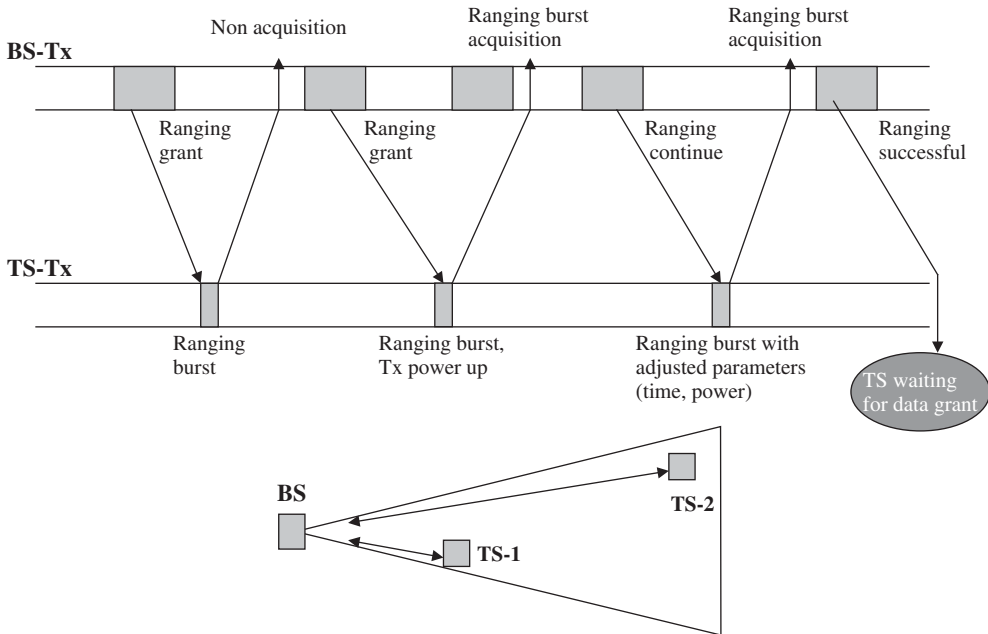 Non acquisition
Ranging burst
acquisition
Ranging burst
acquisition
BS-Tx
Ranging
grant
Ranging
grant
Ranging
continue
Ranging
successful
TS-Tx
Ranging
burst
Ranging burst,
Tx power up
Ranging burst with
adjusted parameters
(time, power)
TS waiting
for data grant
BS
TS-2
TS-1